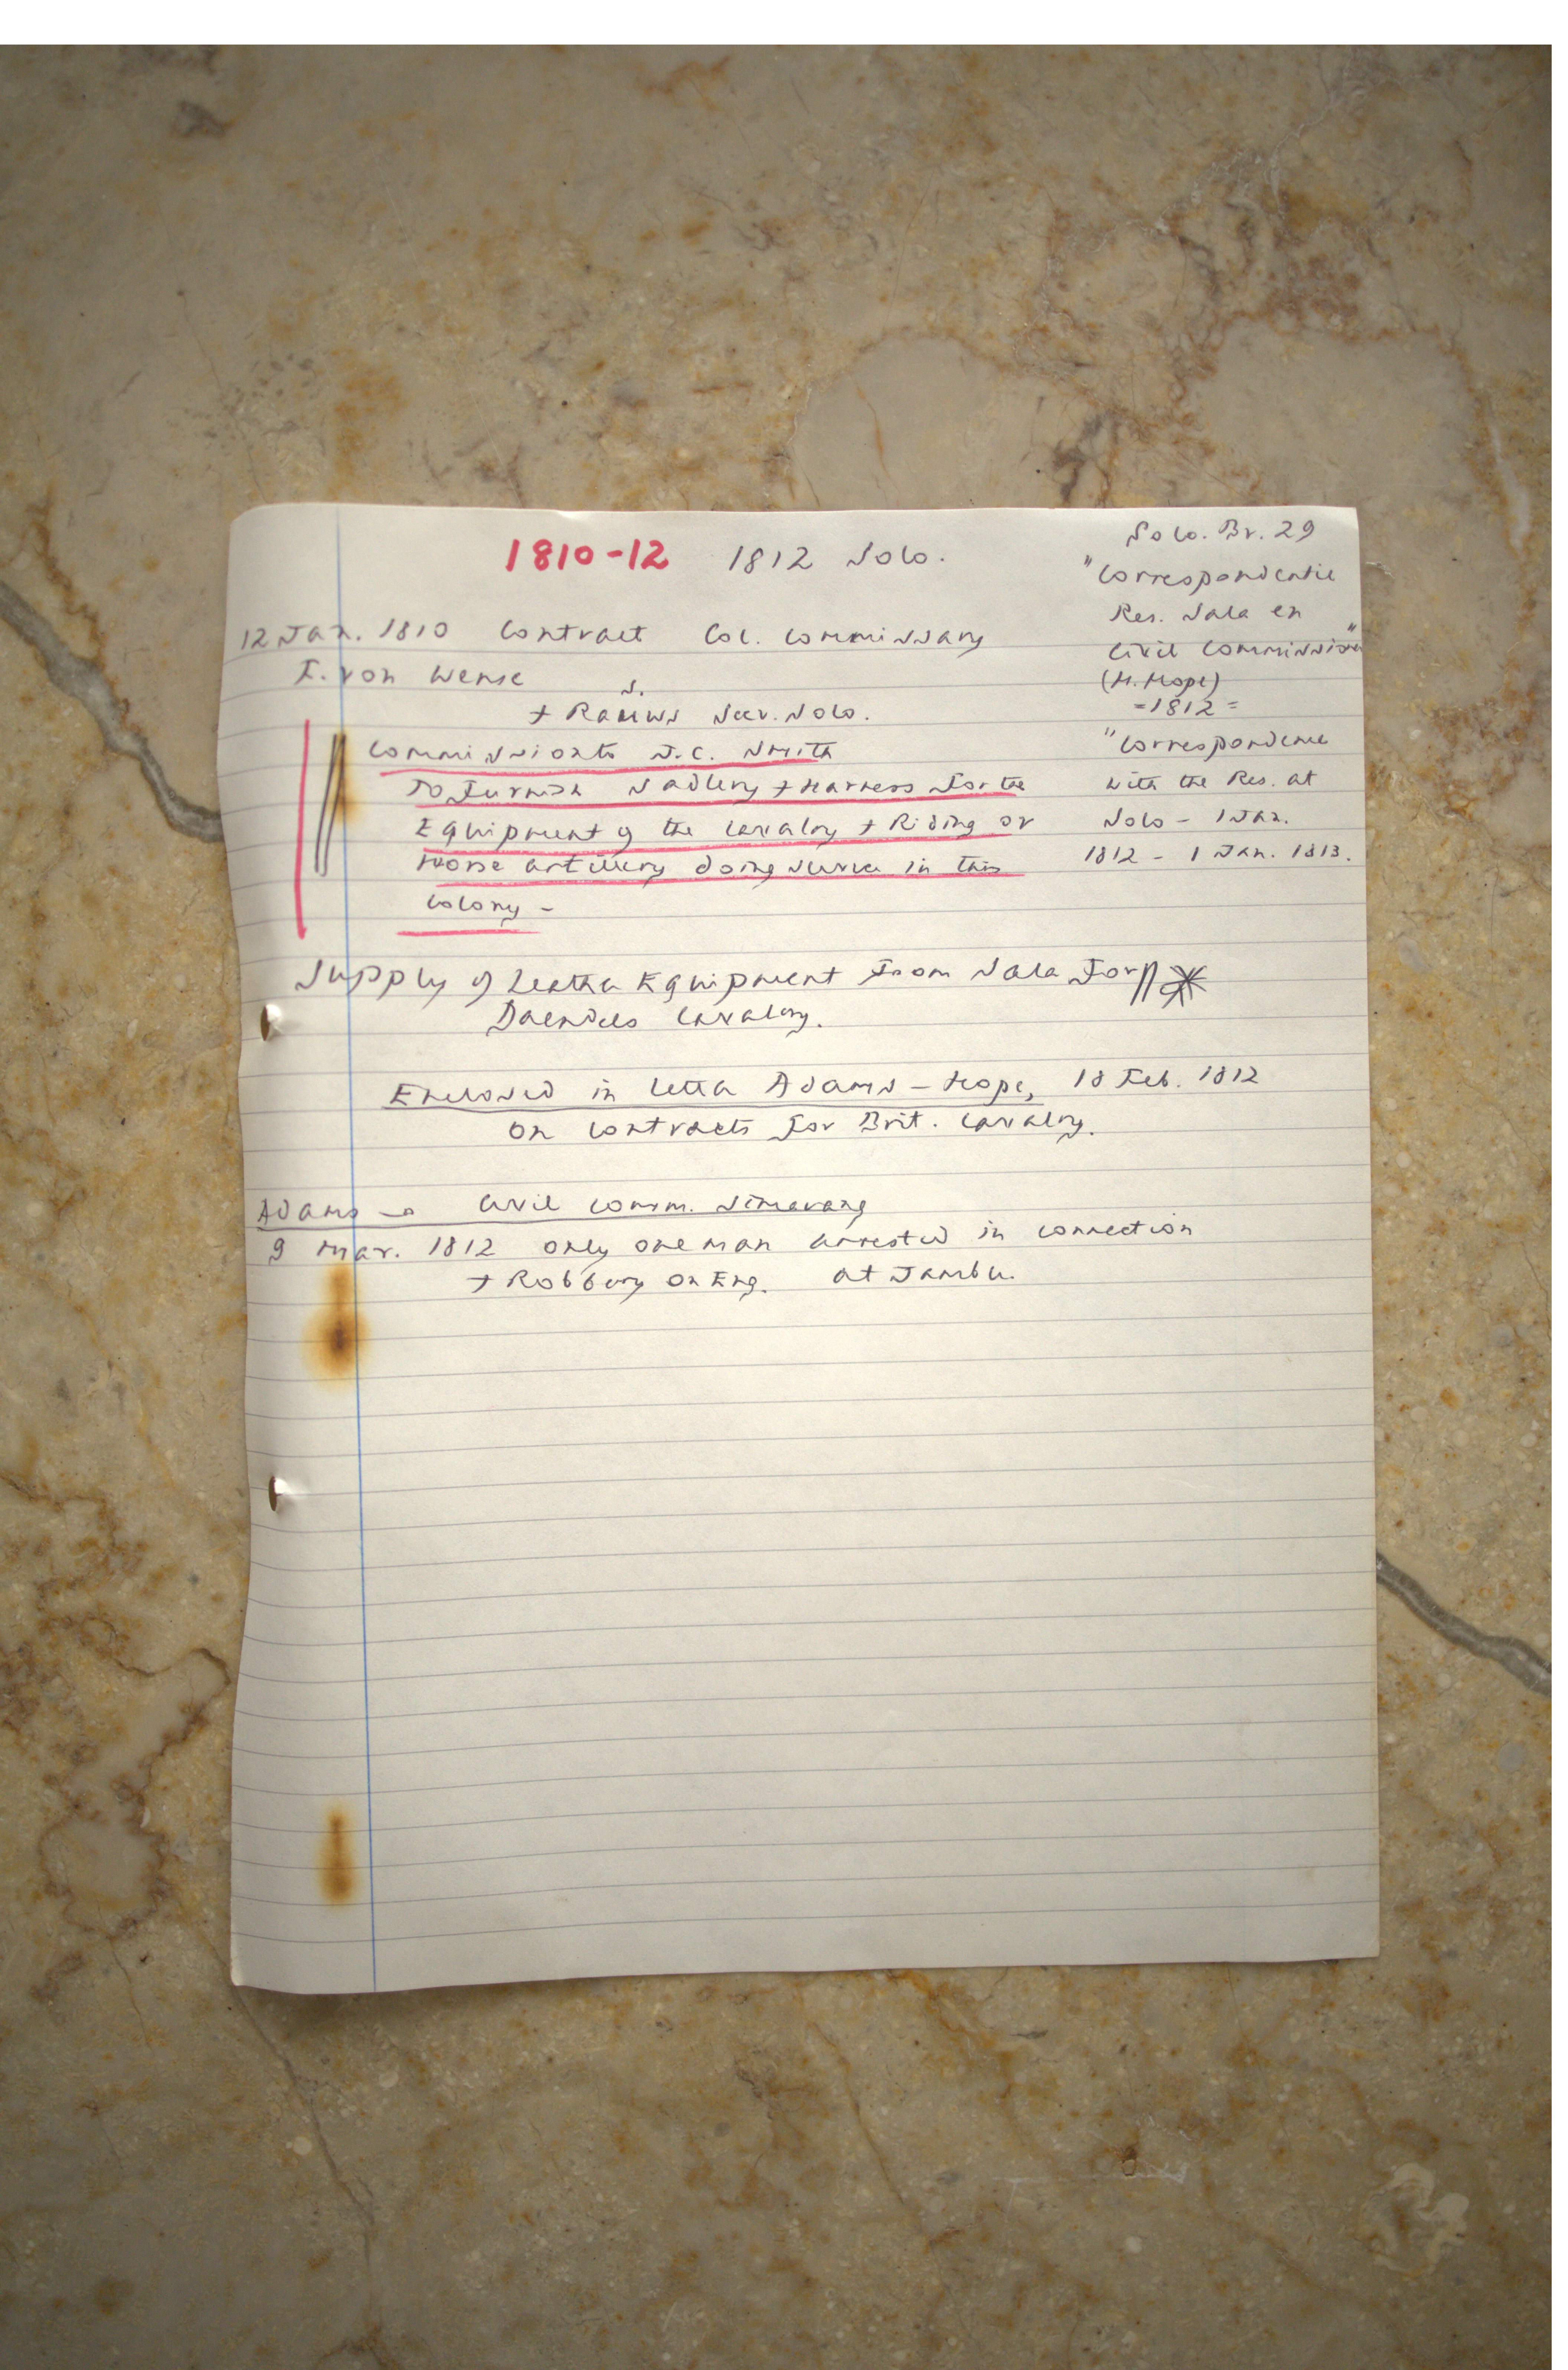 1810-12 1812 Solo.
Solo. Br. 29
"Correspondentie
Res. Sala en
Civil Commissioner"
(H. Hope)
=1812=
"Correspondence
with the Res. at
Solo - 1 Jan.
1812 - 1 Jan. 1813.
12 Jan. 1810 Contract Col. Commissary
F. von Wense
S.
+ Secr. Solo.
Commissions J.C. Smith
To Furnish Sadlery + Harness for the
Equipment of the Cavalry + Riding or
Horse artillery doing service in this
Colony -
Supply of Leather Equipment From Sala For
Daendels Cavalry.
Enclosed in Letter Adams - Hope, 18 Feb. 1812
on contracts for Brit. Cavalry.
Adams → Civil Comm. Semarang
9 Mar. 1812 only one man arrested in connection
+ Robbery on Eng. at Jambu.